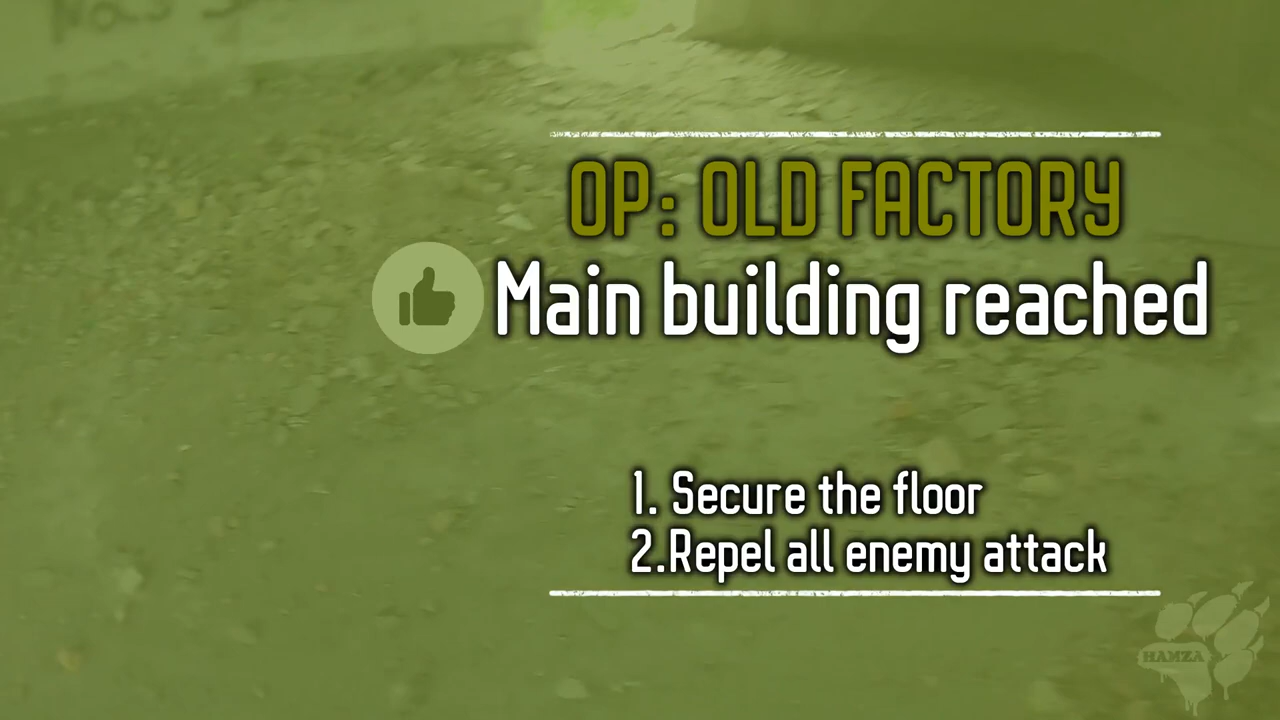 OP: OLD FACTORY
Main building reached
1. Secure the floor
2.Repel all enemy attack
HAMZA